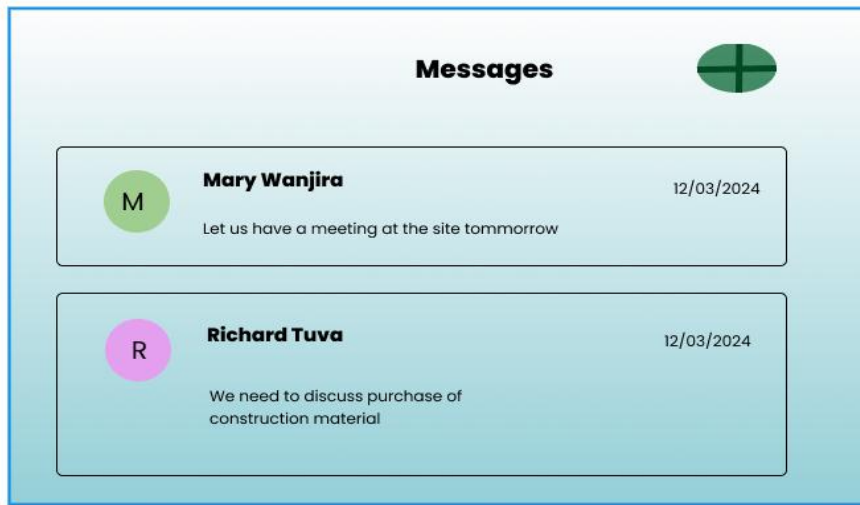 Messages
M
Mary Wanjira
12/03/2024
Let us have a meeting at the site tommorrow
R
Richard Tuva
12/03/2024
We need to discuss purchase of
construction material